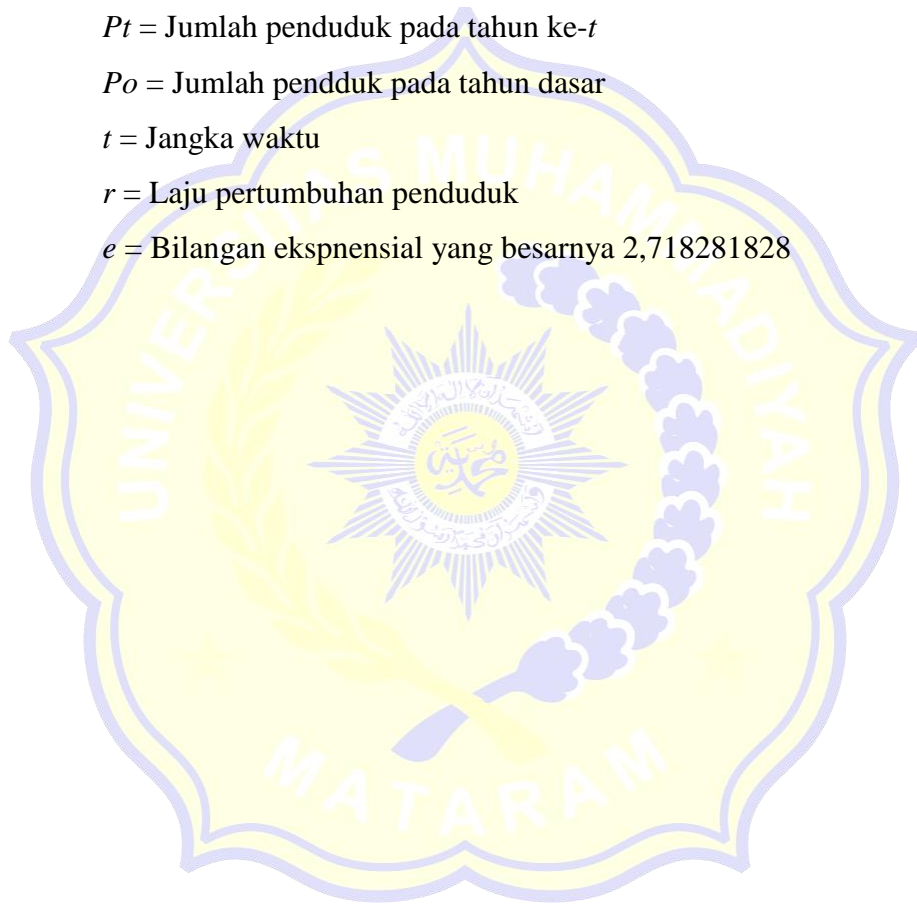 Pt = Jumlah penduduk pada tahun ke-t
Po = Jumlah pendduk pada tahun dasar
t = Jangka waktu
r = Laju pertumbuhan penduduk
e = Bilangan ekspnensial yang besarnya 2,718281828
UNIVERSITAS MUHAMMADIYAH
MATARAM